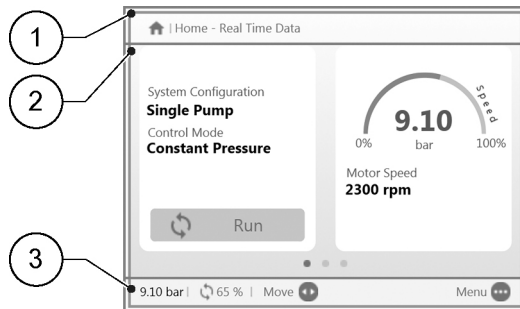 1
| Home - Real Time Data
2
System Configuration
Single Pump
Control Mode
Constant Pressure
Run
Speed
9.10
0% bar 100%
Motor Speed
2300 rpm
3
9.10 bar | 65 % | Move Menu